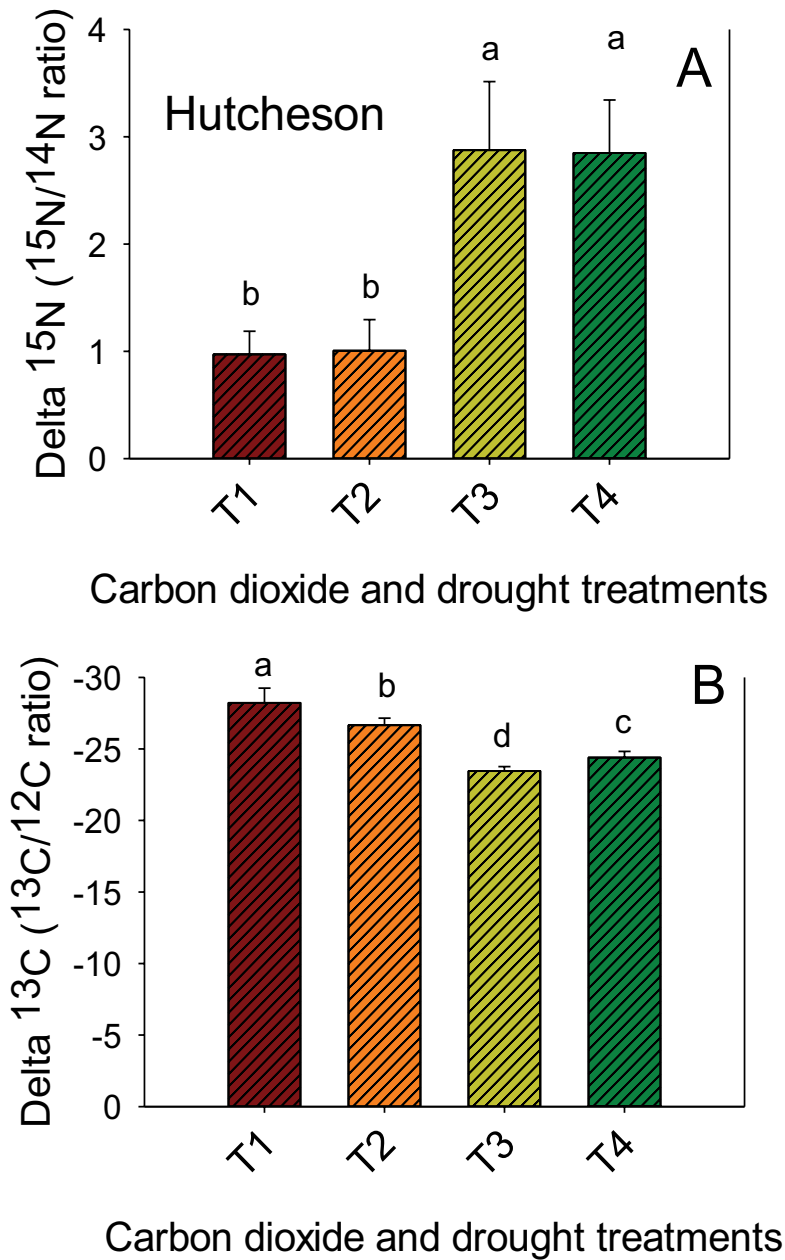 4
3
2
1
0
Delta 15N (15N/14N ratio)
Hutcheson
A
b
b
a
a
T1
T2
T3
T4
Carbon dioxide and drought treatments
-30
-25
-20
-15
-10
-5
0
Delta 13C (13C/12C ratio)
B
a
b
d
c
T1
T2
T3
T4
Carbon dioxide and drought treatments